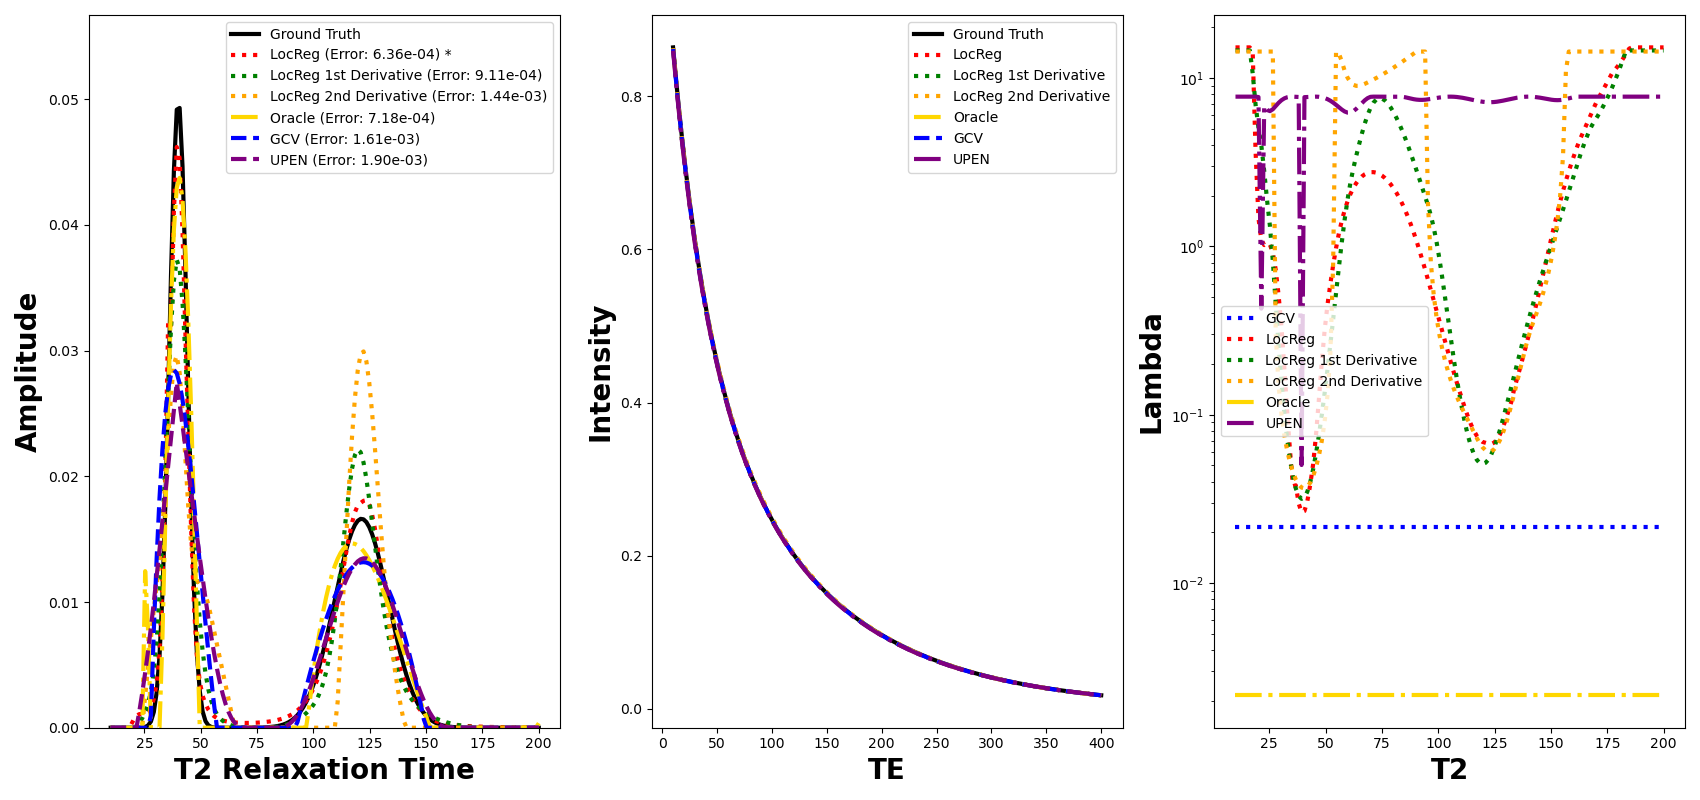 Amplitude
0.05
0.04
0.03
0.02
0.01
0.00
Ground Truth
LocReg (Error: 6.36e-04) *
LocReg 1st Derivative (Error: 9.11e-04)
LocReg 2nd Derivative (Error: 1.44e-03)
Oracle (Error: 7.18e-04)
GCV (Error: 1.61e-03)
UPEN (Error: 1.90e-03)
25 50 75 100 125 150 175 200
T2 Relaxation Time
Intensity
0.8
0.6
0.4
0.2
0.0
Ground Truth
LocReg
LocReg 1st Derivative
LocReg 2nd Derivative
Oracle
GCV
UPEN
0 50 100 150 200 250 300 350 400
TE
Lambda
10¹
10⁰
10⁻¹
10⁻²
GCV
LocReg
LocReg 1st Derivative
LocReg 2nd Derivative
Oracle
UPEN
25 50 75 100 125 150 175 200
T2